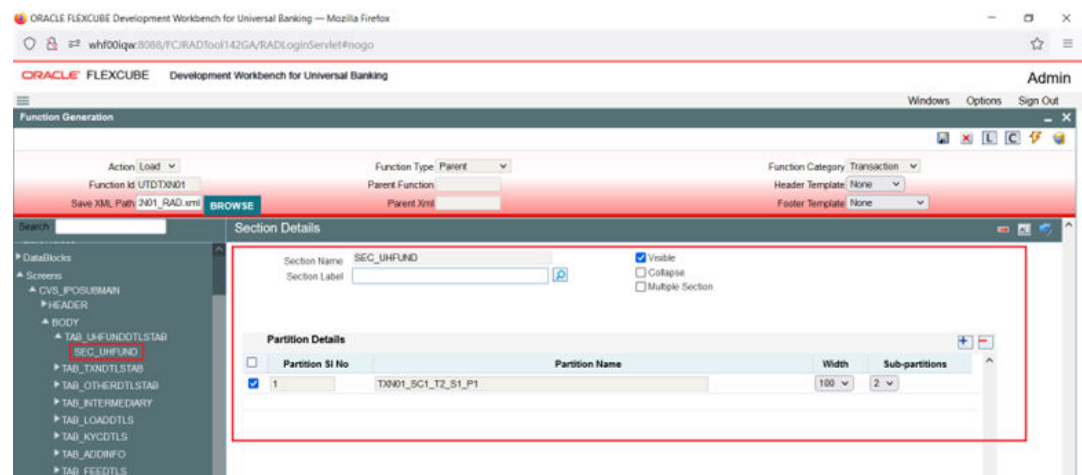 ORACLE FLEXCUBE Development Workbench for Universal Banking — Mozilla Firefox
whf00iqw:8088/FCJRADTool142GA/RADLoginServlet#nogo
ORACLE FLEXCUBE Development Workbench for Universal Banking Admin
Windows Options Sign Out
Function Generation
L C
Action Load Function Type Parent Function Category Transaction
Function Id UTDTXN01 Parent Function Header Template None
Save XML Path 2N01_RAD.xml BROWSE Parent Xml Footer Template None
Search Section Details
DataBlocks
Screens
CVS_IPOSUBMAIN
HEADER
BODY
TAB_UHFUNDDTLSTAB
SEC_UHFUND
TAB_TXNDTLSTAB
TAB_OTHERDTLSTAB
TAB_INTERMEDIARY
TAB_LOADDTLS
TAB_KYCDTLS
TAB_ADDINFO
TAB_FEEDTLS
Section Name SEC_UHFUND Visible
Section Label Collapse
Multiple Section
Partition Details
Partition Sl No Partition Name Width Sub-partitions
1 TXN01_SC1_T2_S1_P1 100 2